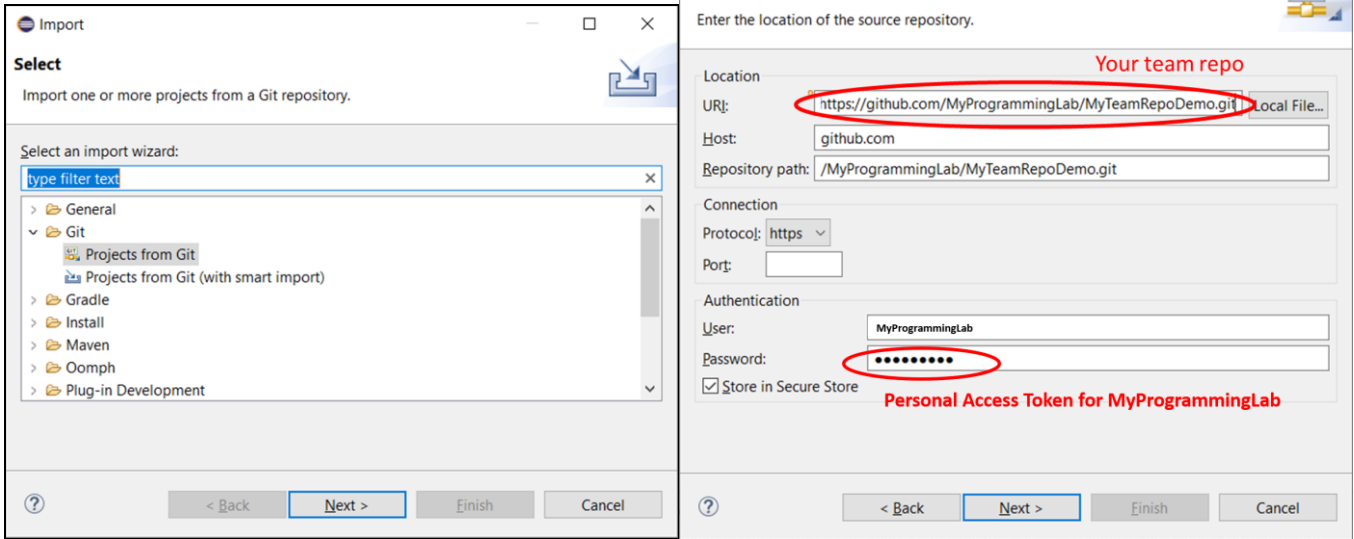 Import
Select
Import one or more projects from a Git repository.
Select an import wizard:
type filter text
General
Git
Projects from Git
Projects from Git (with smart import)
Gradle
Install
Maven
Oomph
Plug-in Development
< Back
Next >
Finish
Cancel
Enter the location of the source repository.
Your team repo
Location
URI:
https://github.com/MyProgrammingLab/MyTeamRepoDemo.git
Local File...
Host:
github.com
Repository path:
/MyProgrammingLab/MyTeamRepoDemo.git
Connection
Protocol:
https
Port:
Authentication
User:
MyProgrammingLab
Password:
●●●●●●●●●
Store in Secure Store
Personal Access Token for MyProgrammingLab
< Back
Next >
Finish
Cancel